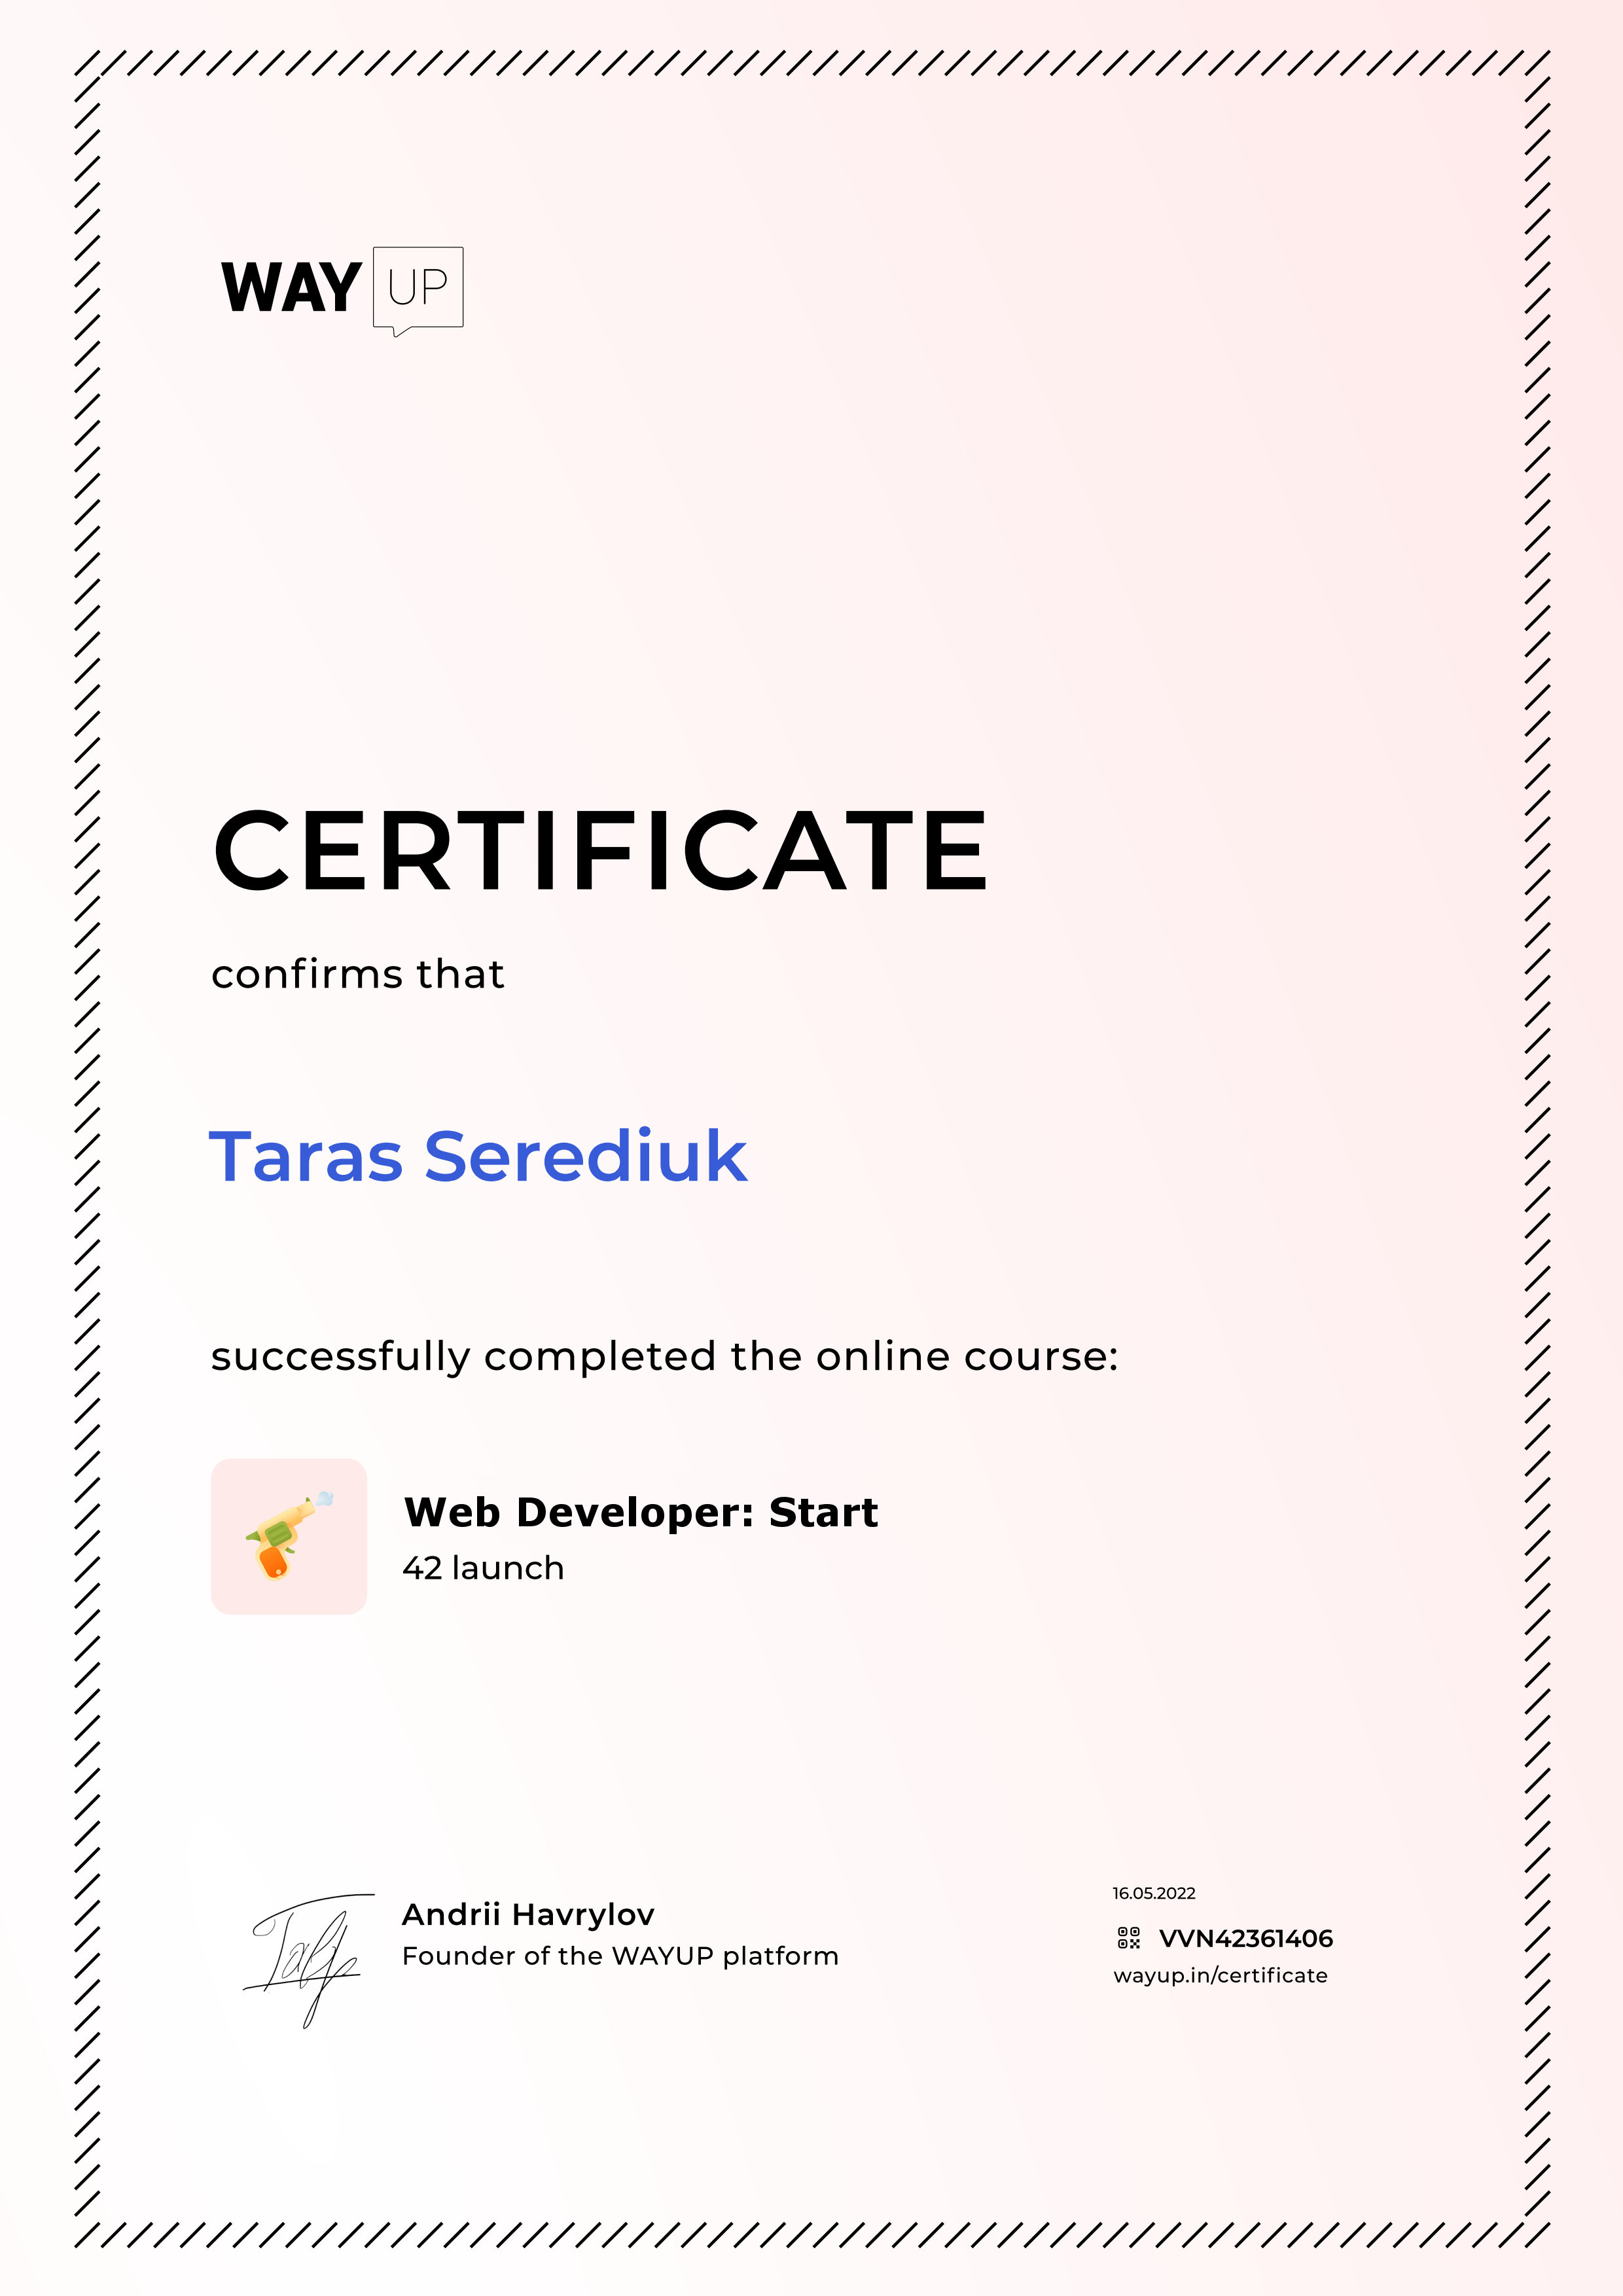 WAY UP
CERTIFICATE
confirms that
Taras Serediuk
successfully completed the online course:
Web Developer: Start
42 launch
Andrii Havrylov
Founder of the WAYUP platform
16.05.2022
VVN42361406
wayup.in/certificate